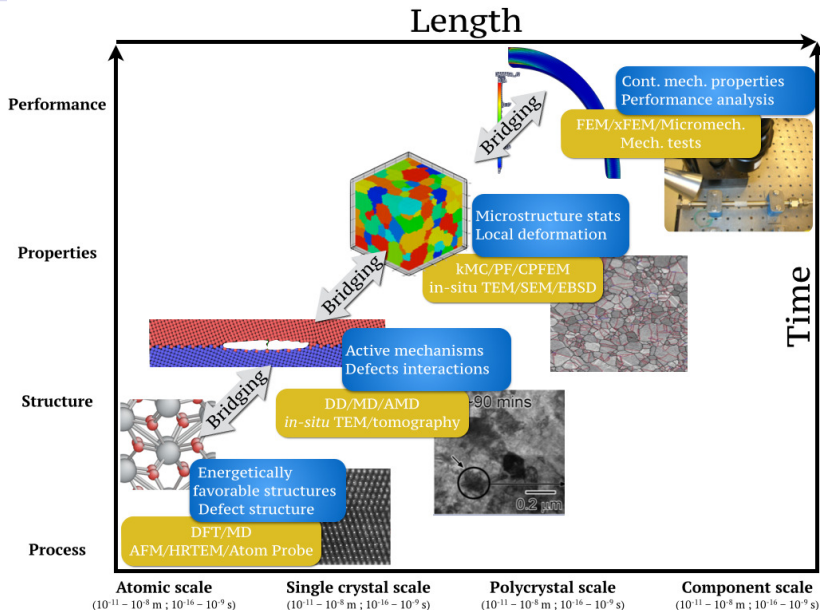 Length
Performance
Cont. mech. properties
Performance analysis
Bridging
FEM/xFEM/Micromech.
Mech. tests
Properties
Microstructure stats
Local deformation
Bridging
kMC/PF/CPFEM
in-situ TEM/SEM/EBSD
Time
Active mechanisms
Defects interactions
Structure
Bridging
DD/MD/AMD
in-situ TEM/tomography
90 mins
0.2 μm
Energetically
favorable structures
Defect structure
DFT/MD
AFM/HRTEM/Atom Probe
Process
Atomic scale
(10⁻¹¹ – 10⁻⁸ m ; 10⁻¹⁶ – 10⁻⁹ s)
Single crystal scale
(10⁻¹¹ – 10⁻⁸ m ; 10⁻¹⁶ – 10⁻⁹ s)
Polycrystal scale
(10⁻¹¹ – 10⁻⁸ m ; 10⁻¹⁶ – 10⁻⁹ s)
Component scale
(10⁻¹¹ – 10⁻⁸ m ; 10⁻¹⁶ – 10⁻⁹ s)